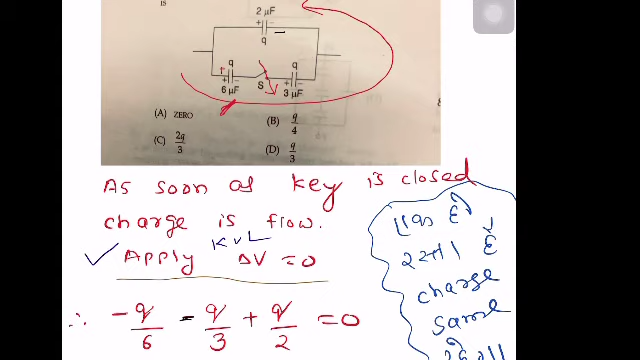 is
2 μF
+ -
q
q q
+ - S + -
6 μF 3 μF
(A) ZERO (B) q/4
(C) 2q/3 (D) q/3
As soon as key is closed
charge is flow.
✓ Apply KVL ΔV = 0
∴ -q/6 - q/3 + q/2 = 0
charge
same